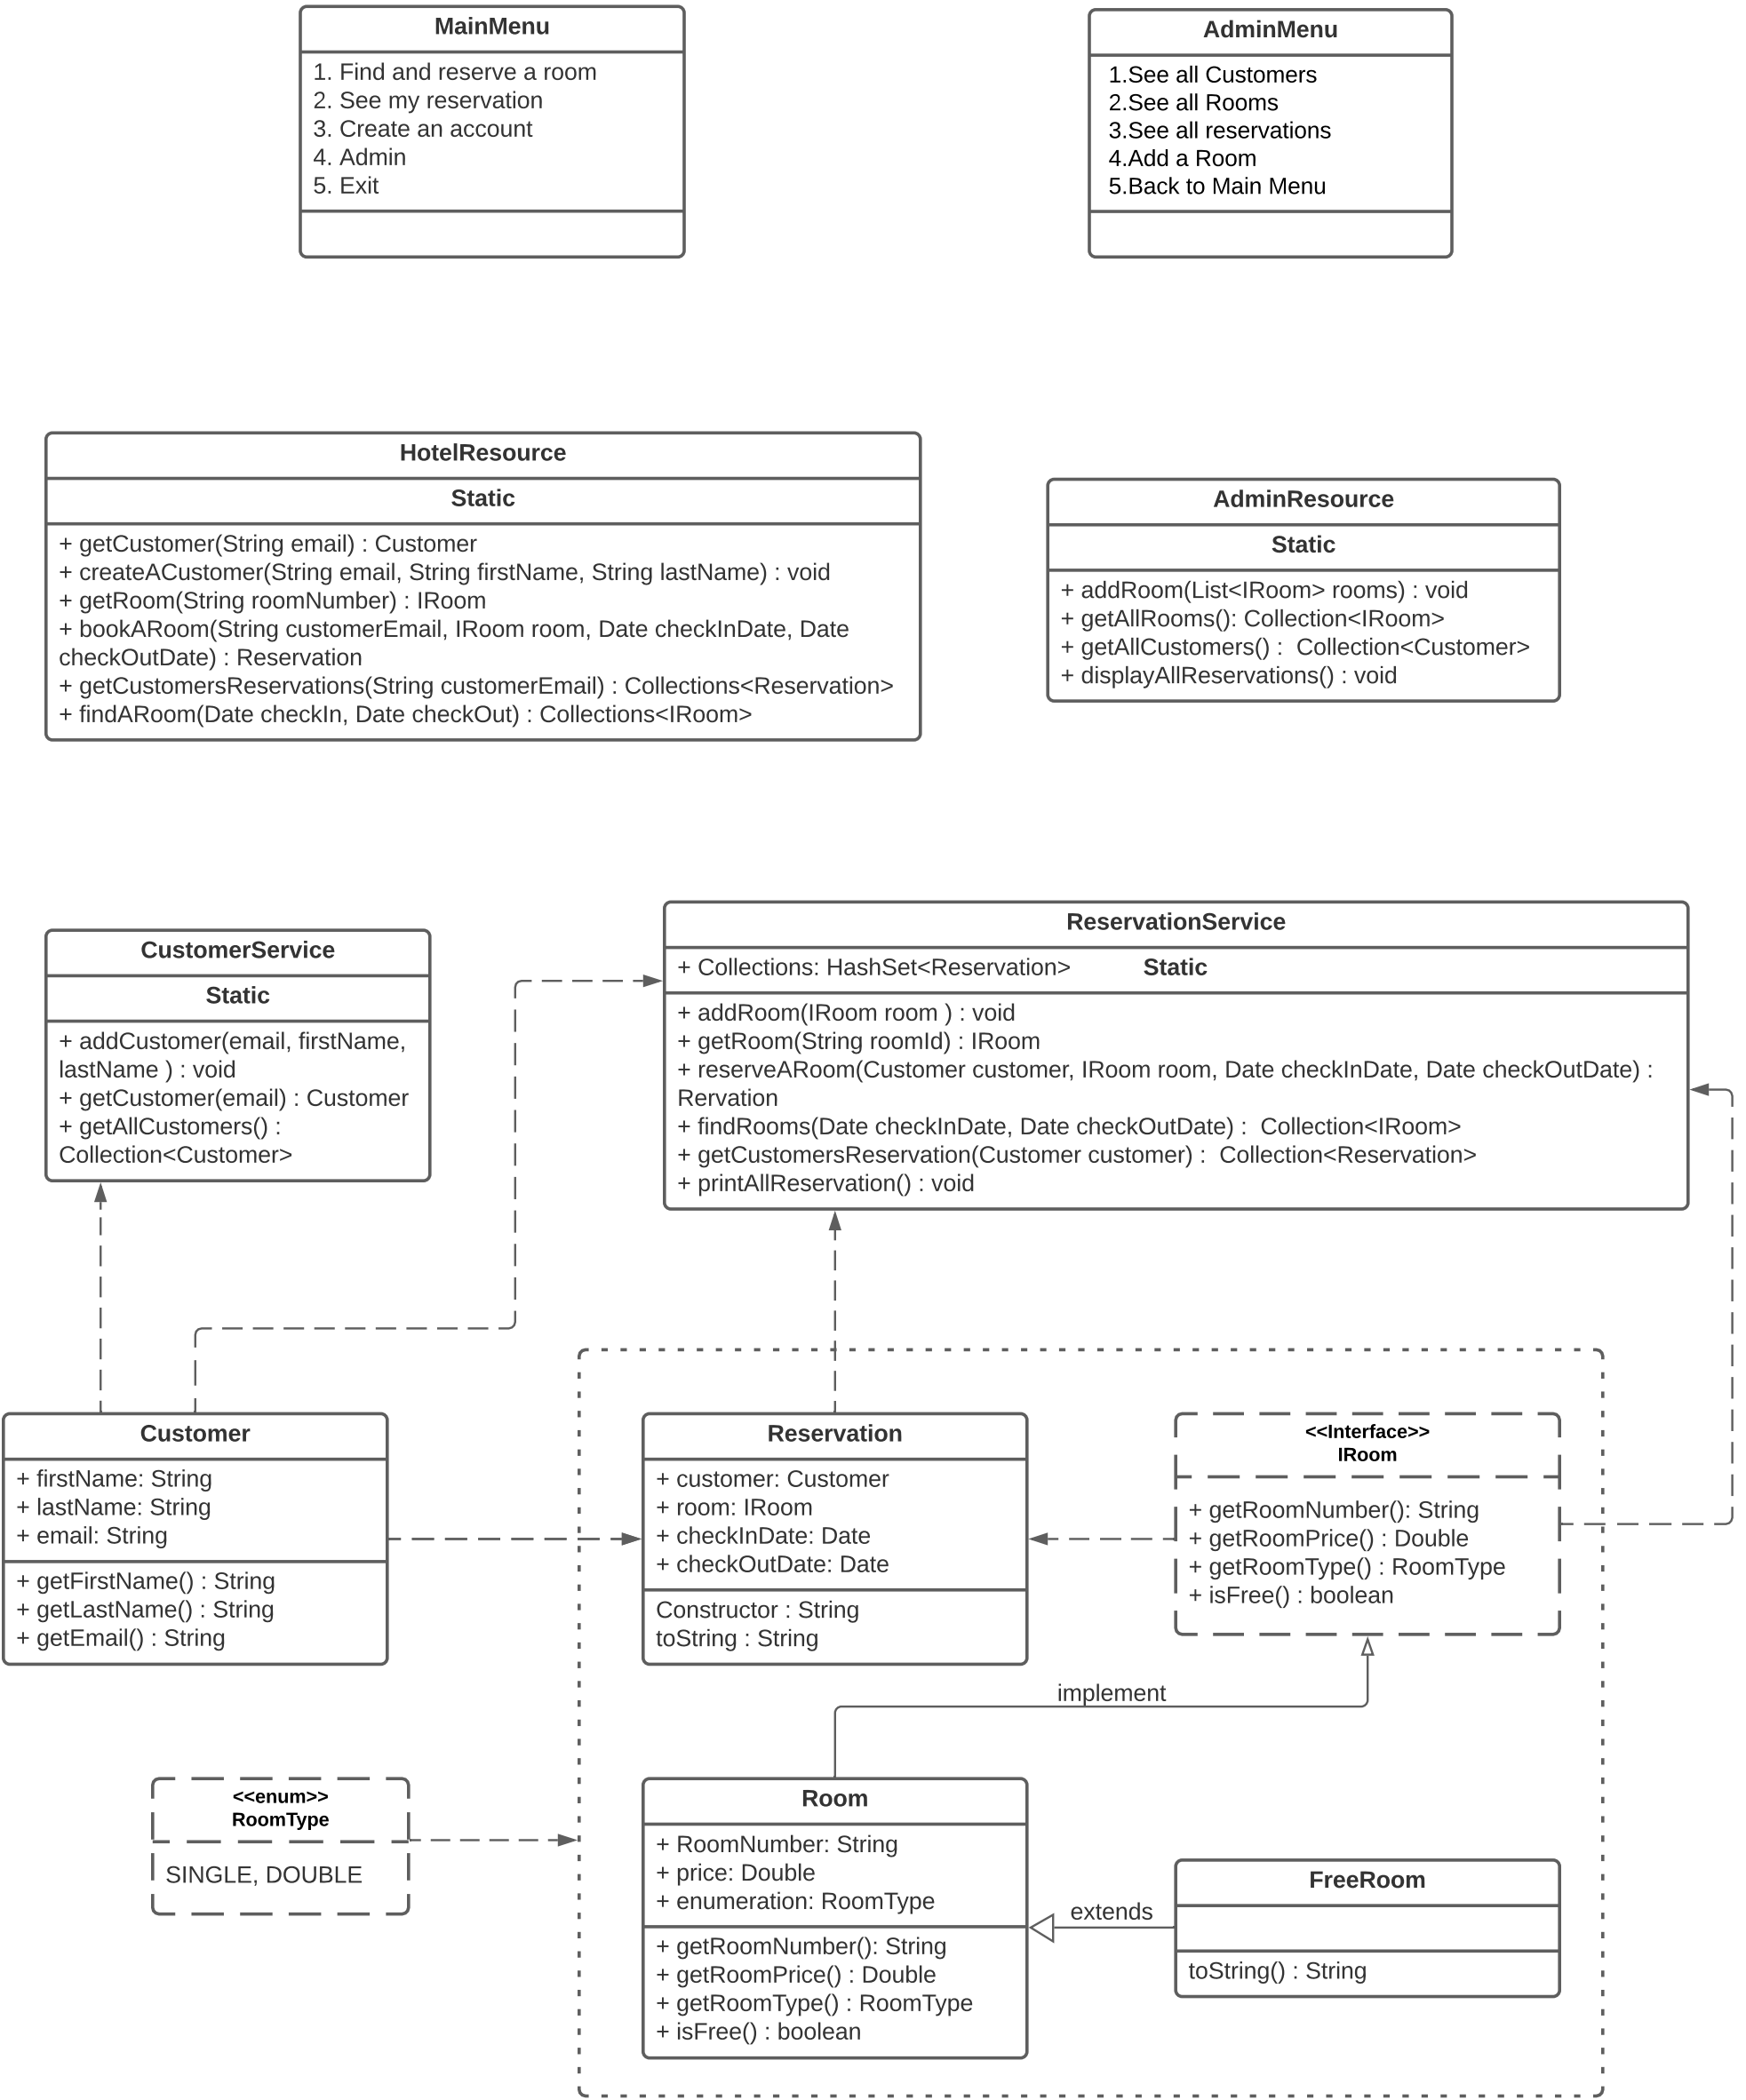 MainMenu
1. Find and reserve a room
2. See my reservation
3. Create an account
4. Admin
5. Exit
AdminMenu
1.See all Customers
2.See all Rooms
3.See all reservations
4.Add a Room
5.Back to Main Menu
HotelResource
Static
+ getCustomer(String email) : Customer
+ createACustomer(String email, String firstName, String lastName) : void
+ getRoom(String roomNumber) : IRoom
+ bookARoom(String customerEmail, IRoom room, Date checkInDate, Date
checkOutDate) : Reservation
+ getCustomersReservations(String customerEmail) : Collections<Reservation>
+ findARoom(Date checkIn, Date checkOut) : Collections<IRoom>
AdminResource
Static
+ addRoom(List<IRoom> rooms) : void
+ getAllRooms(): Collection<IRoom>
+ getAllCustomers() :  Collection<Customer>
+ displayAllReservations() : void
CustomerService
Static
+ addCustomer(email, firstName,
lastName ) : void
+ getCustomer(email) : Customer
+ getAllCustomers() :
Collection<Customer>
ReservationService
+ Collections: HashSet<Reservation> Static
+ addRoom(IRoom room ) : void
+ getRoom(String roomId) : IRoom
+ reserveARoom(Customer customer, IRoom room, Date checkInDate, Date checkOutDate) :
Rervation
+ findRooms(Date checkInDate, Date checkOutDate) :  Collection<IRoom>
+ getCustomersReservation(Customer customer) :  Collection<Reservation>
+ printAllReservation() : void
Customer
+ firstName: String
+ lastName: String
+ email: String
+ getFirstName() : String
+ getLastName() : String
+ getEmail() : String
Reservation
+ customer: Customer
+ room: IRoom
+ checkInDate: Date
+ checkOutDate: Date
Constructor : String
toString : String
<<Interface>>
IRoom
+ getRoomNumber(): String
+ getRoomPrice() : Double
+ getRoomType() : RoomType
+ isFree() : boolean
implement
<<enum>>
RoomType
SINGLE, DOUBLE
Room
+ RoomNumber: String
+ price: Double
+ enumeration: RoomType
+ getRoomNumber(): String
+ getRoomPrice() : Double
+ getRoomType() : RoomType
+ isFree() : boolean
extends
FreeRoom
toString() : String